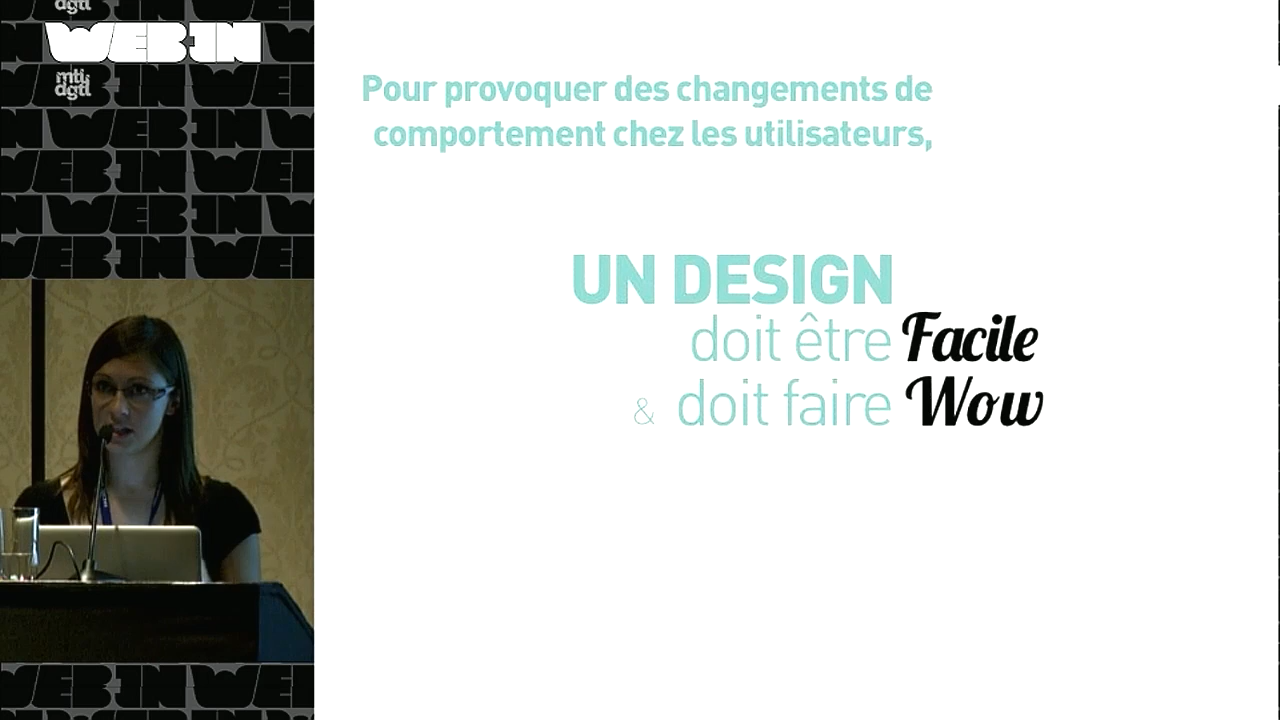 WEB-IN
mtl
dgtl
Pour provoquer des changements de
comportement chez les utilisateurs,
UN DESIGN
doit être Facile
& doit faire Wow